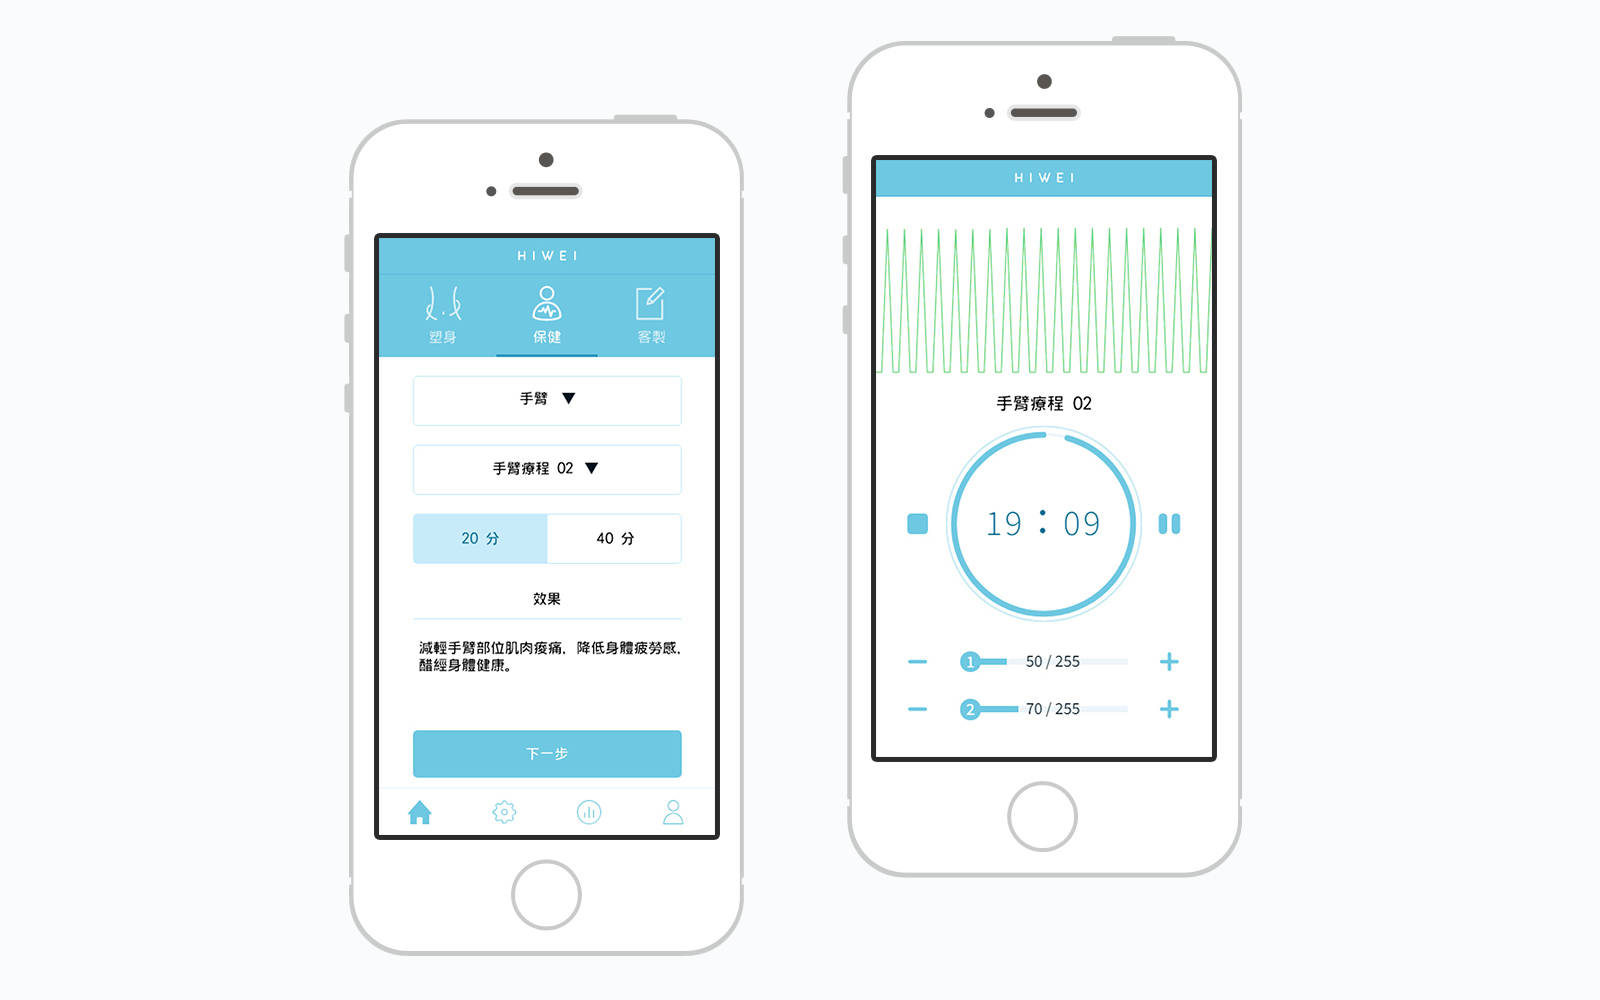 HIWEI
塑身
保健
客製
手臂 ▼
手臂療程 02 ▼
20 分
40 分
效果
減輕手臂部位肌肉痠痛，降低身體疲勞感，
醋經身體健康。
下一步
HIWEI
手臂療程 02
19 : 09
1 50 / 255
2 70 / 255